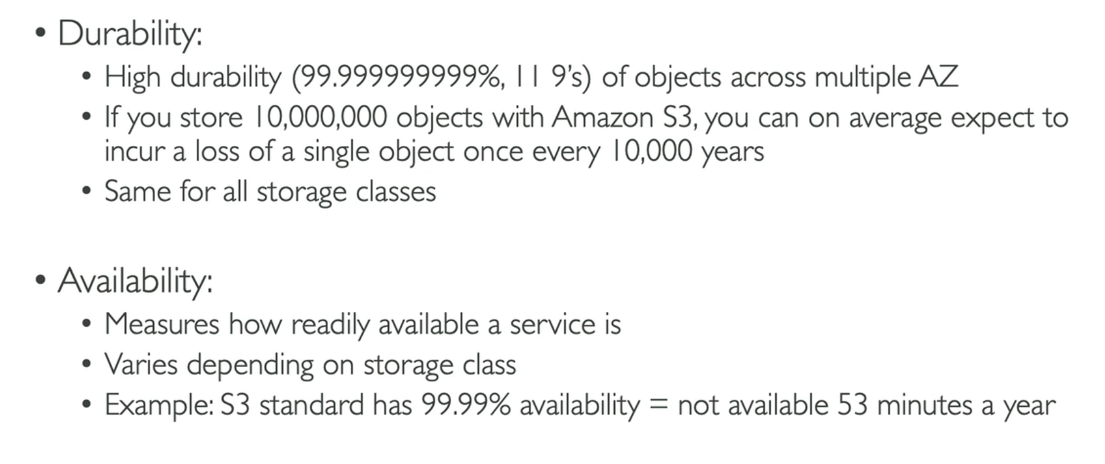 • Durability:
• High durability (99.999999999%, 11 9’s) of objects across multiple AZ
• If you store 10,000,000 objects with Amazon S3, you can on average expect to
incur a loss of a single object once every 10,000 years
• Same for all storage classes
• Availability:
• Measures how readily available a service is
• Varies depending on storage class
• Example: S3 standard has 99.99% availability = not available 53 minutes a year